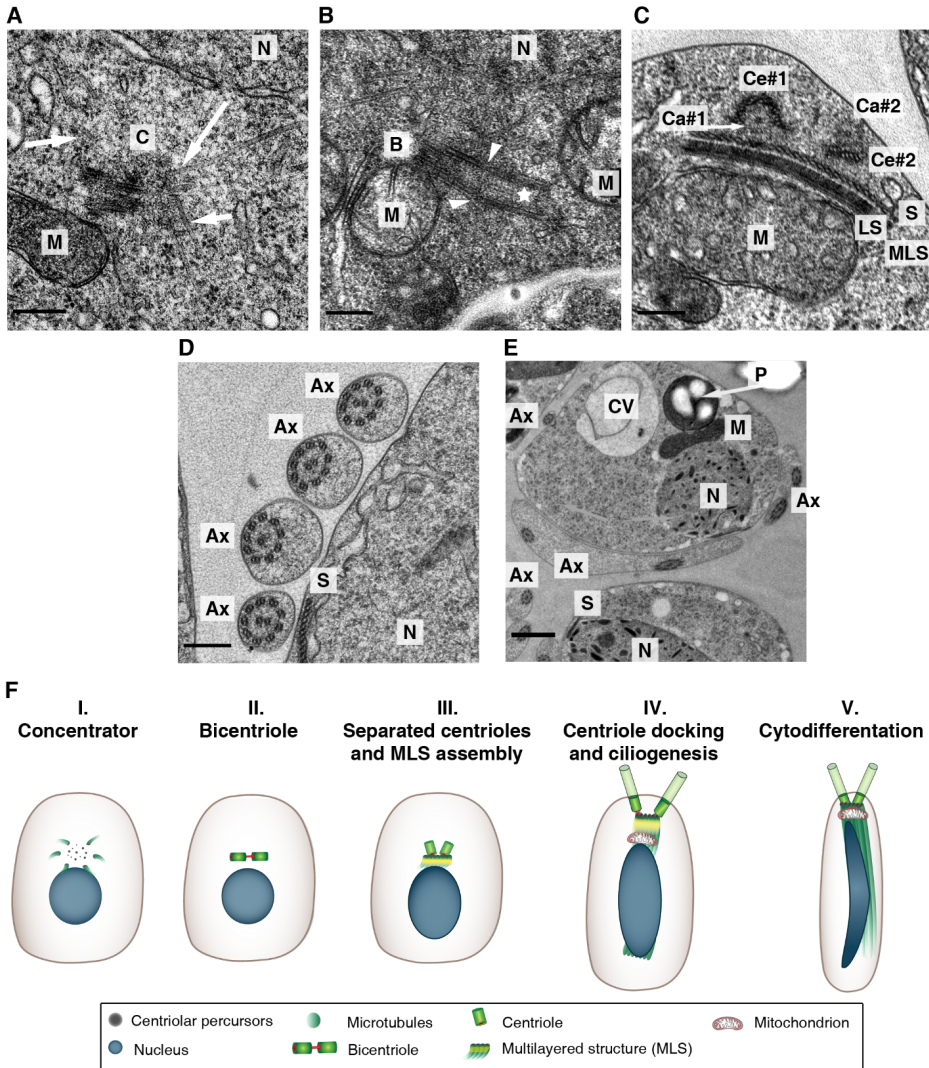 A
N
C
M
B
N
B
M
M
C
Ce#1
Ca#1
Ca#2
Ce#2
S
LS
M
MLS
D
Ax
Ax
Ax
S
Ax
N
E
P
Ax
CV
M
N
Ax
Ax
Ax
S
N
F
I.
Concentrator
II.
Bicentriole
III.
Separated centrioles
and MLS assembly
IV.
Centriole docking
and ciliogenesis
V.
Cytodifferentation
Centriolar percursors
Microtubules
Centriole
Mitochondrion
Nucleus
Bicentriole
Multilayered structure (MLS)